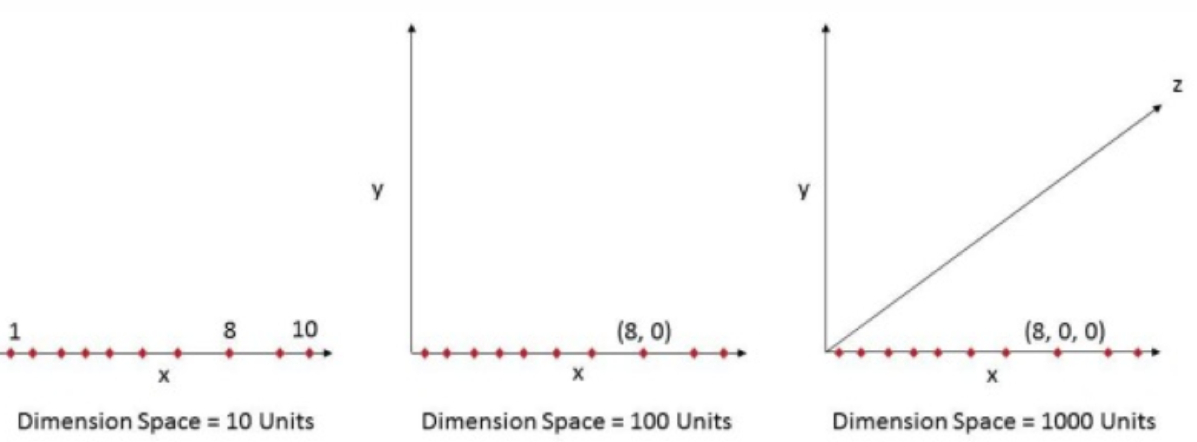 1 8 10
x
Dimension Space = 10 Units
y
(8, 0)
x
Dimension Space = 100 Units
z
y
(8, 0, 0)
x
Dimension Space = 1000 Units